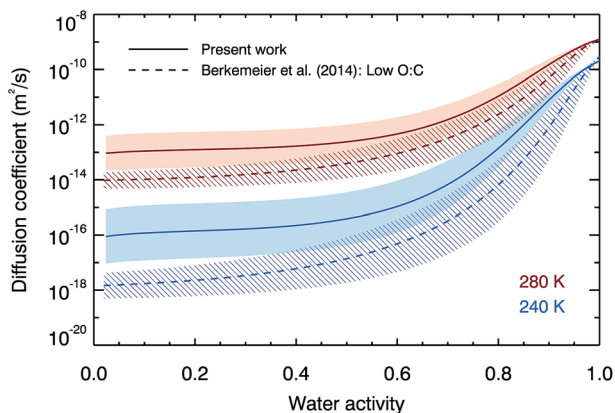 10⁻⁸
10⁻¹⁰
10⁻¹²
10⁻¹⁴
10⁻¹⁶
10⁻¹⁸
10⁻²⁰
Diffusion coefficient (m²/s)
Present work
Berkemeier et al. (2014): Low O:C
280 K
240 K
0.0 0.2 0.4 0.6 0.8 1.0
Water activity